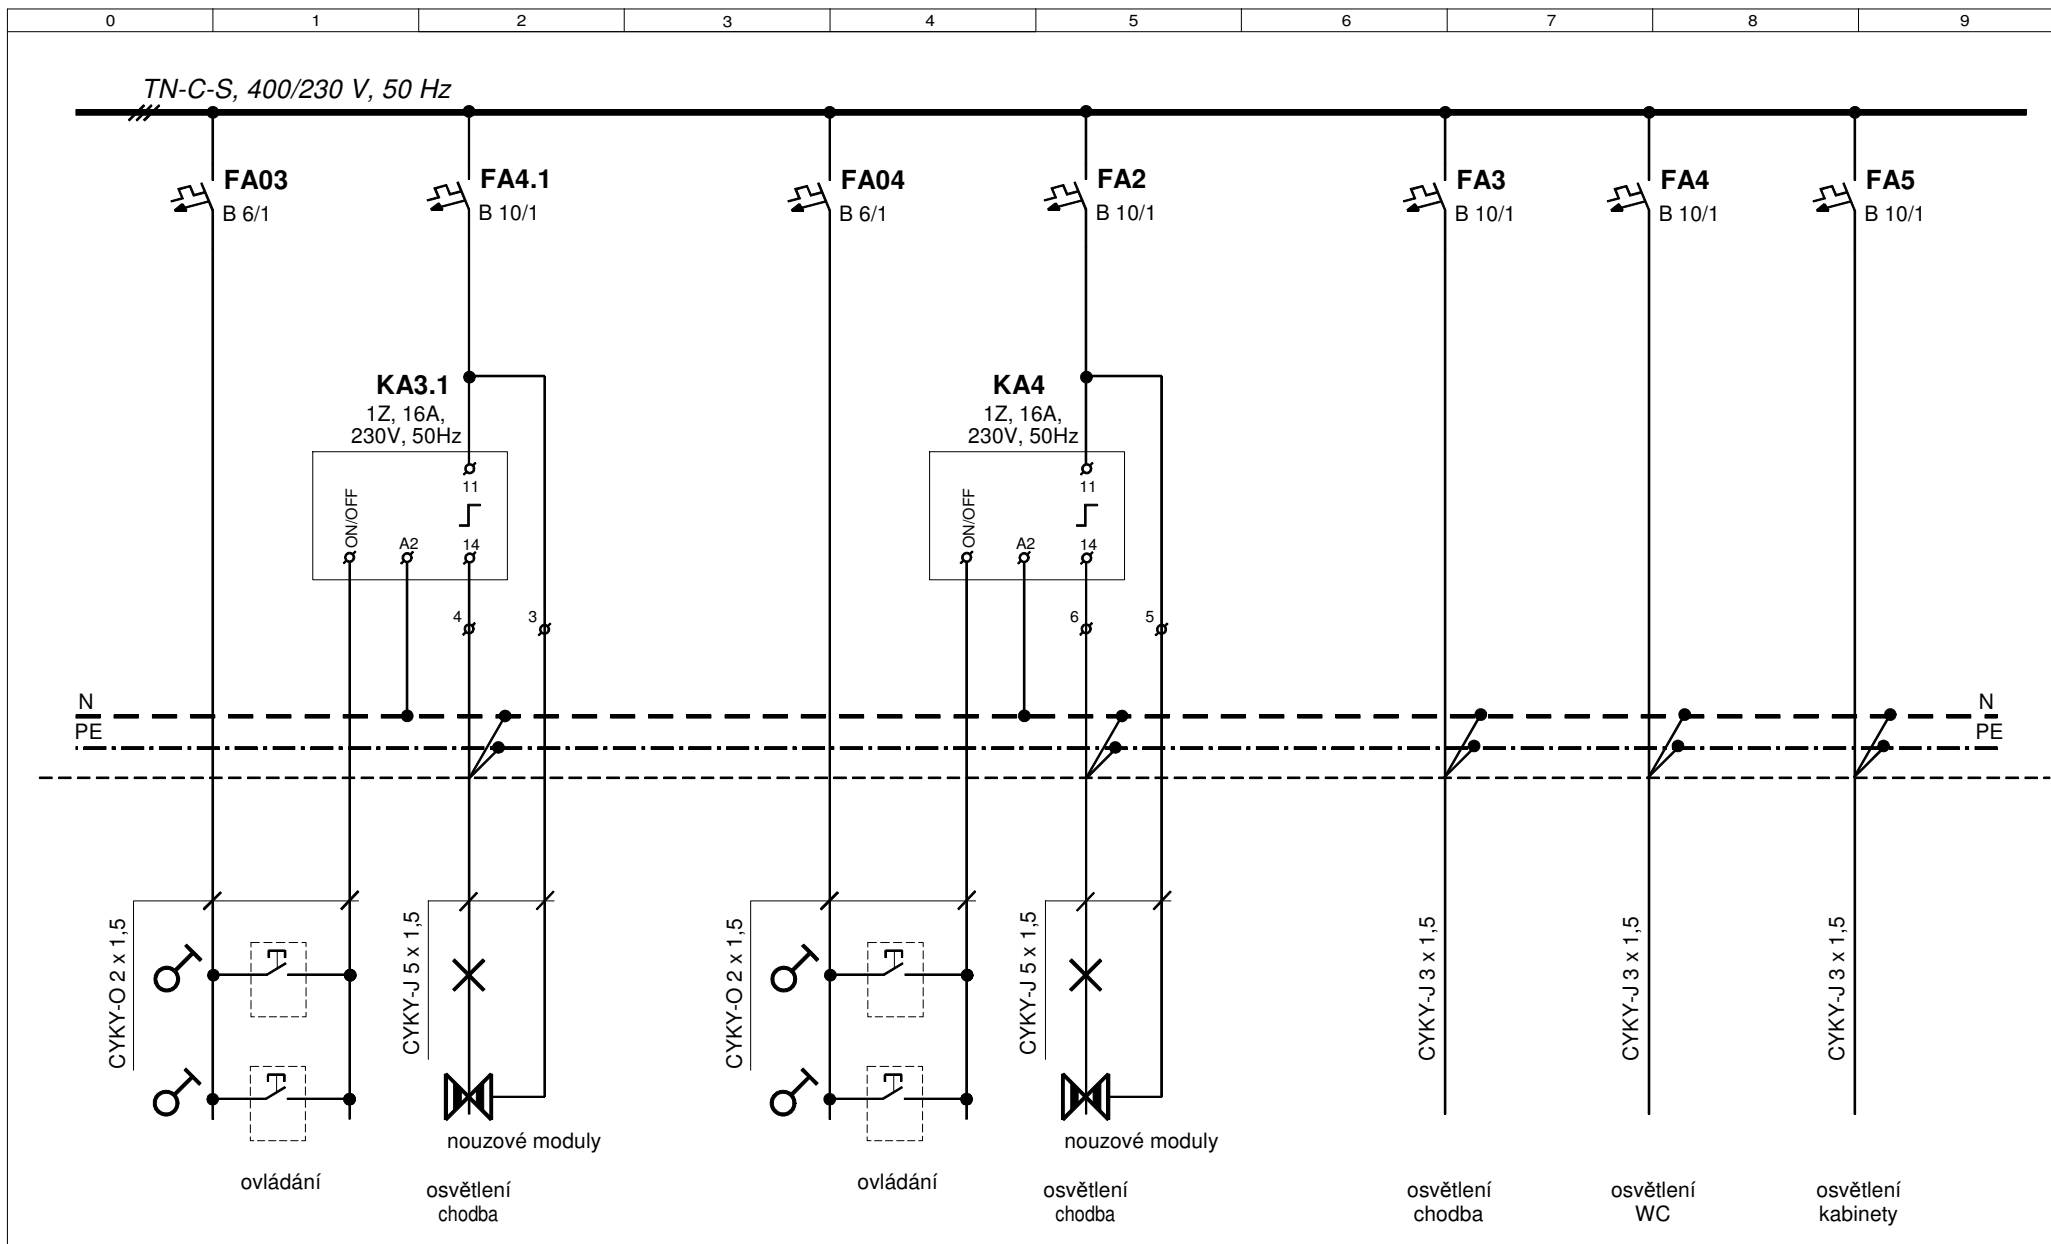 0 1 2 3 4 5 6 7 8 9
TN-C-S, 400/230 V, 50 Hz
FA03
B 6/1
FA4.1
B 10/1
FA04
B 6/1
FA2
B 10/1
FA3
B 10/1
FA4
B 10/1
FA5
B 10/1
KA3.1
1Z, 16A,
230V, 50Hz
11
ON/OFF
A2
14
4
3
KA4
1Z, 16A,
230V, 50Hz
11
ON/OFF
A2
14
6
5
N
PE
N
PE
CYKY-O 2 x 1,5
CYKY-J 5 x 1,5
CYKY-O 2 x 1,5
CYKY-J 5 x 1,5
CYKY-J 3 x 1,5
CYKY-J 3 x 1,5
CYKY-J 3 x 1,5
nouzové moduly
nouzové moduly
ovládání
osvětlení
chodba
ovládání
osvětlení
chodba
osvětlení
chodba
osvětlení
WC
osvětlení
kabinety